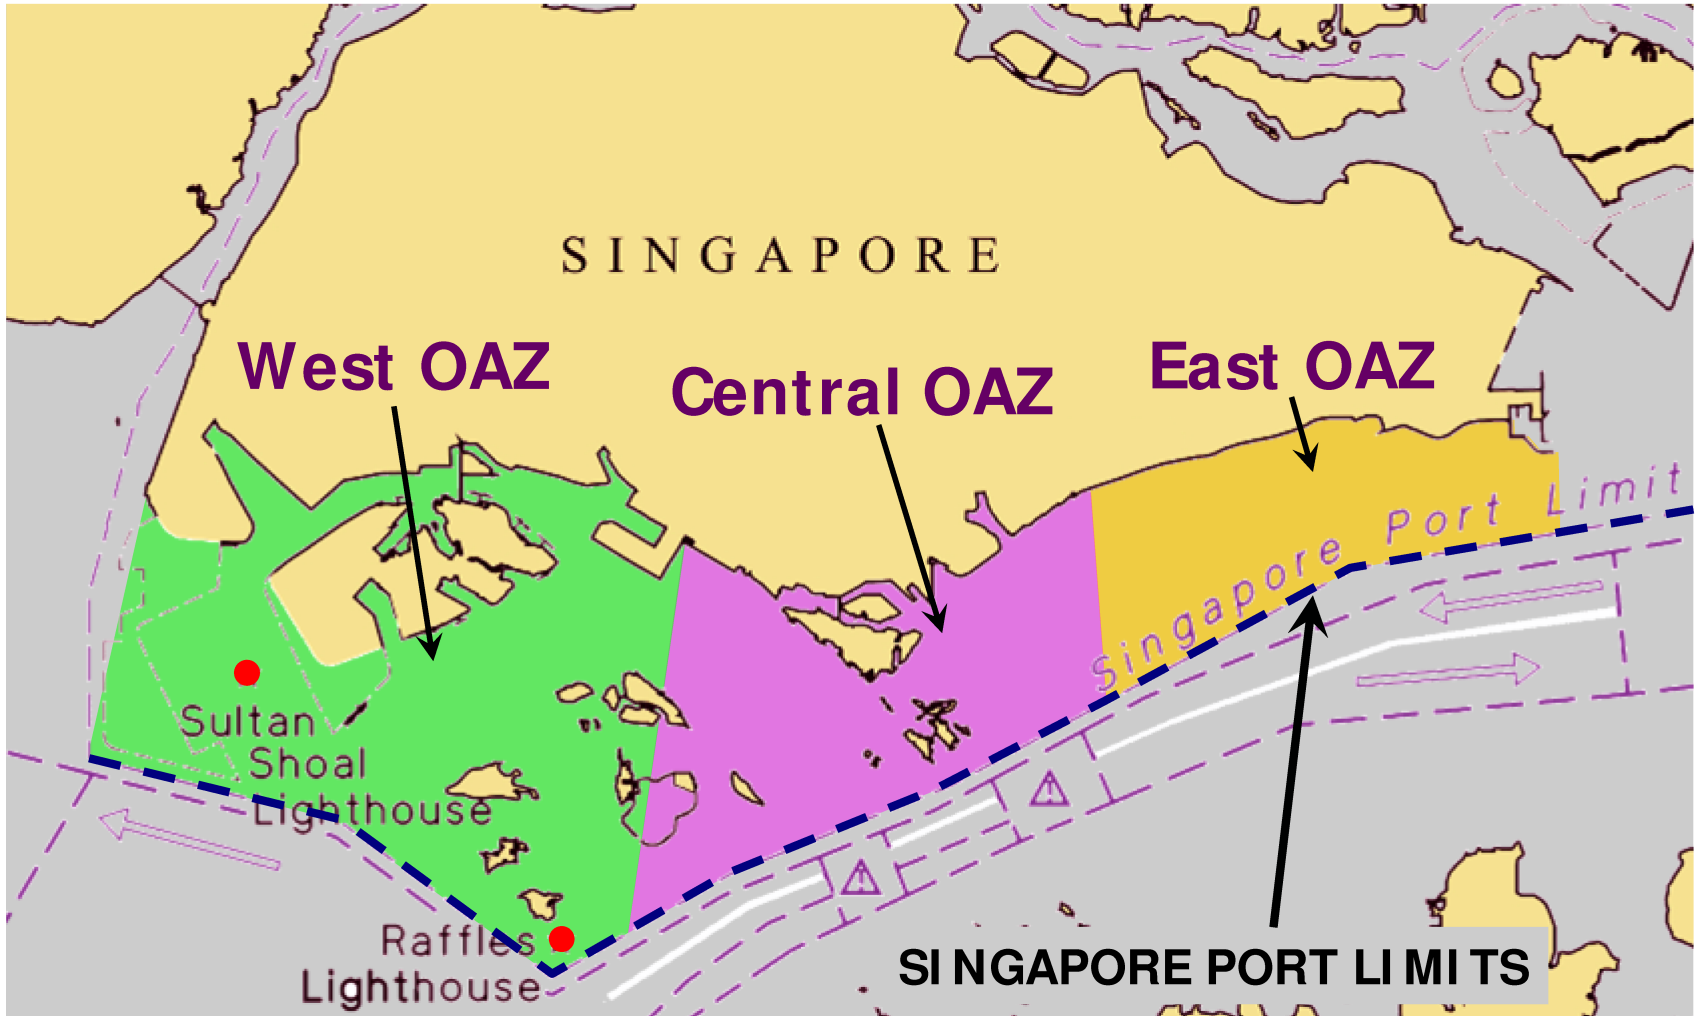 SINGAPORE
West OAZ
Central OAZ
East OAZ
Singapore Port Limit
Sultan
Shoal
Lighthouse
Raffles
Lighthouse
SINGAPORE PORT LIMITS